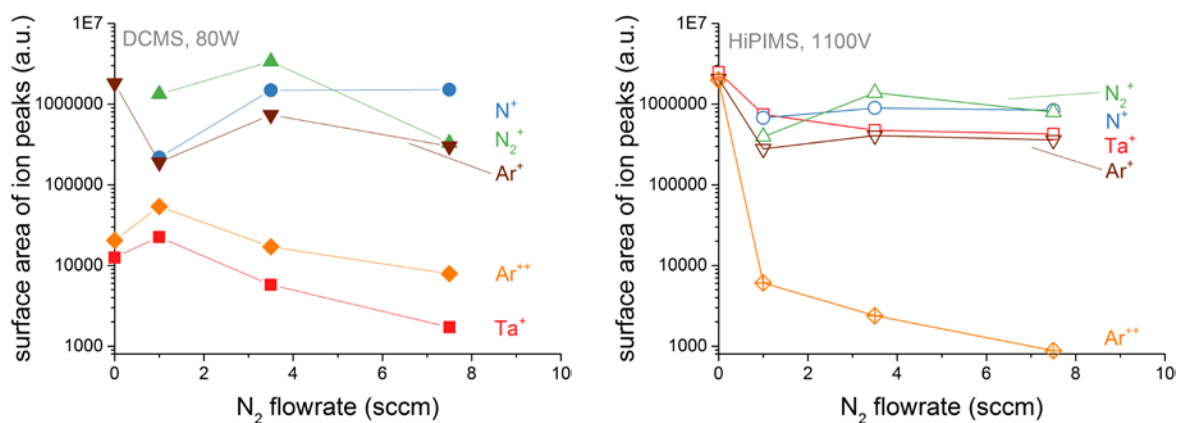 surface area of ion peaks (a.u.)
1E7
1000000
100000
10000
1000
DCMS, 80W
N⁺
N₂⁺
Ar⁺
Ar⁺⁺
Ta⁺
0
2
4
6
8
10
N₂ flowrate (sccm)
surface area of ion peaks (a.u.)
1E7
1000000
100000
10000
1000
HiPIMS, 1100V
N₂⁺
N⁺
Ta⁺
Ar⁺
Ar⁺⁺
0
2
4
6
8
10
N₂ flowrate (sccm)